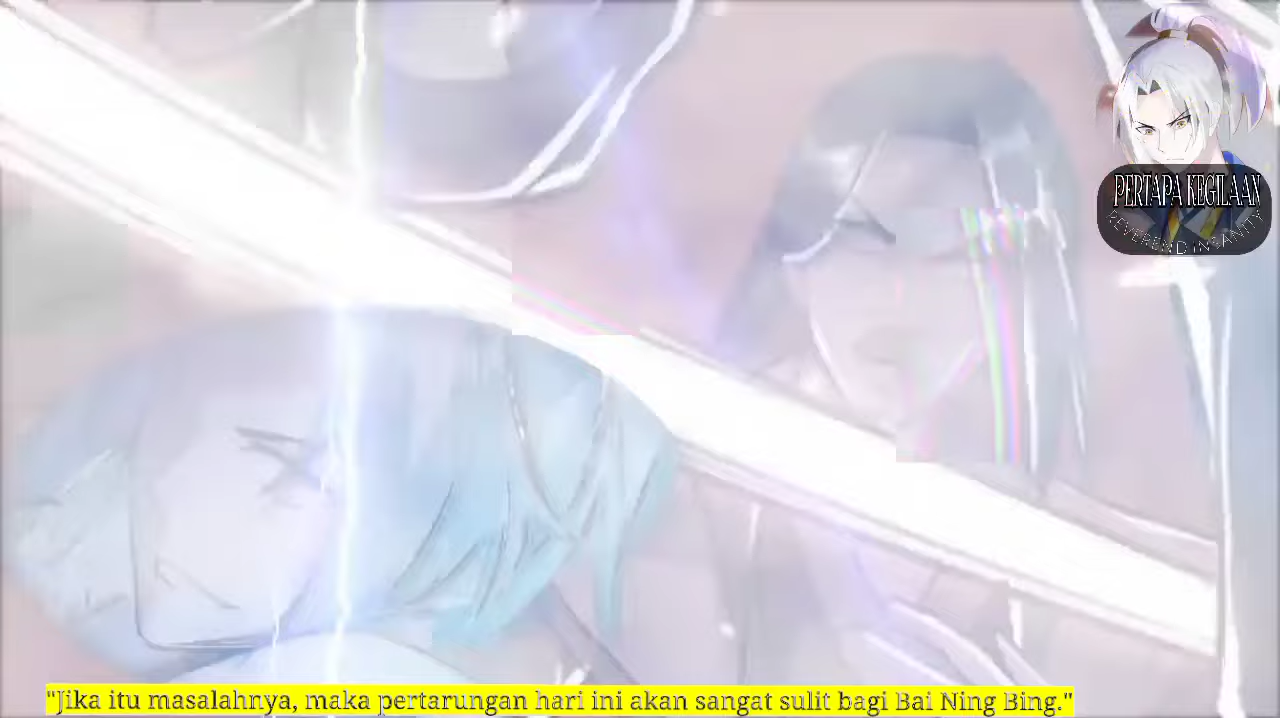 PERTAPA KEGILAAN
REVEREND INSANITY
"Jika itu masalahnya, maka pertarungan hari ini akan sangat sulit bagi Bai Ning Bing."